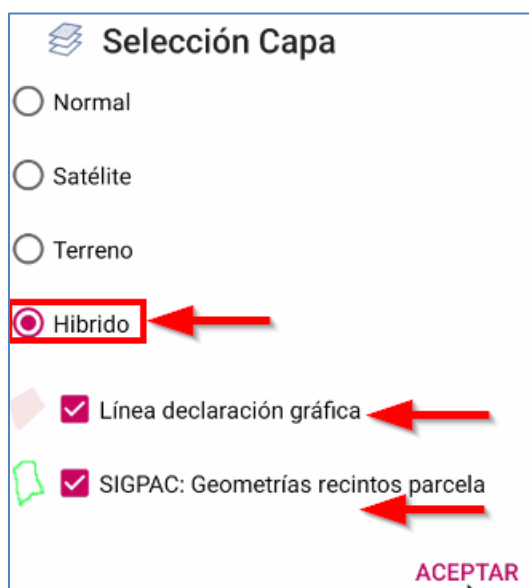 Selección Capa
Normal
Satélite
Terreno
Hibrido
Línea declaración gráfica
SIGPAC: Geometrías recintos parcela
ACEPTAR